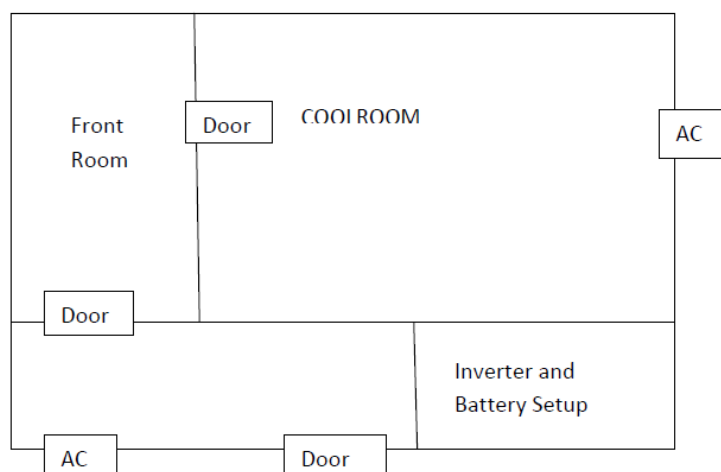 Front
Room
Door
COOLROOM
AC
Door
Inverter and
Battery Setup
AC
Door